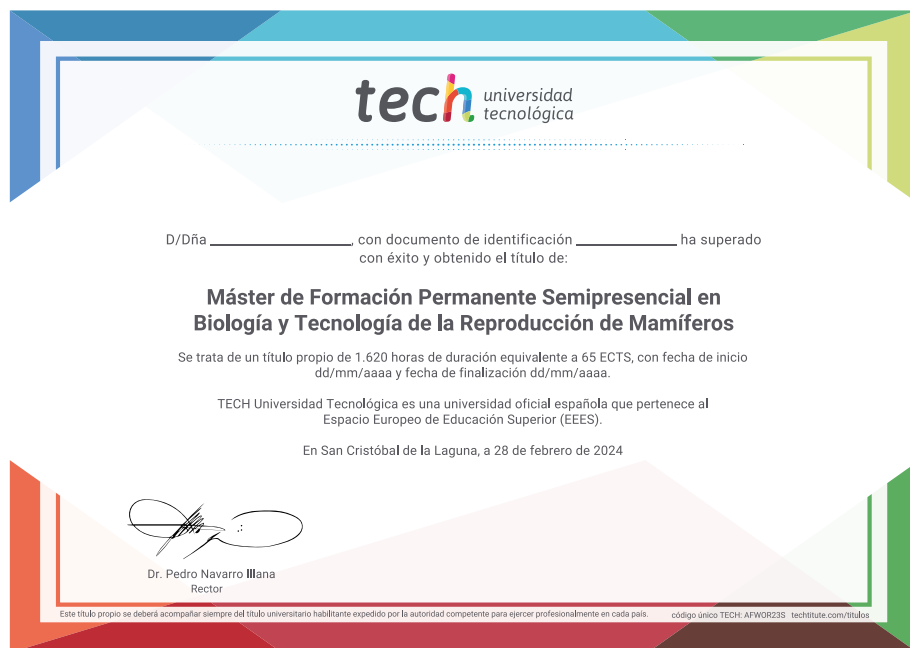 tech universidad
tecnológica
D/Dña ______________, con documento de identificación ____________ ha superado
con éxito y obtenido el título de:
Máster de Formación Permanente Semipresencial en
Biología y Tecnología de la Reproducción de Mamíferos
Se trata de un título propio de 1.620 horas de duración equivalente a 65 ECTS, con fecha de inicio
dd/mm/aaaa y fecha de finalización dd/mm/aaaa.
TECH Universidad Tecnológica es una universidad oficial española que pertenece al
Espacio Europeo de Educación Superior (EEES).
En San Cristóbal de la Laguna, a 28 de febrero de 2024
Dr. Pedro Navarro Illana
Rector
Este título propio se deberá acompañar siempre del título universitario habilitante expedido por la autoridad competente para ejercer profesionalmente en cada país. código único TECH: AFWOR23S techtitute.com/titulos